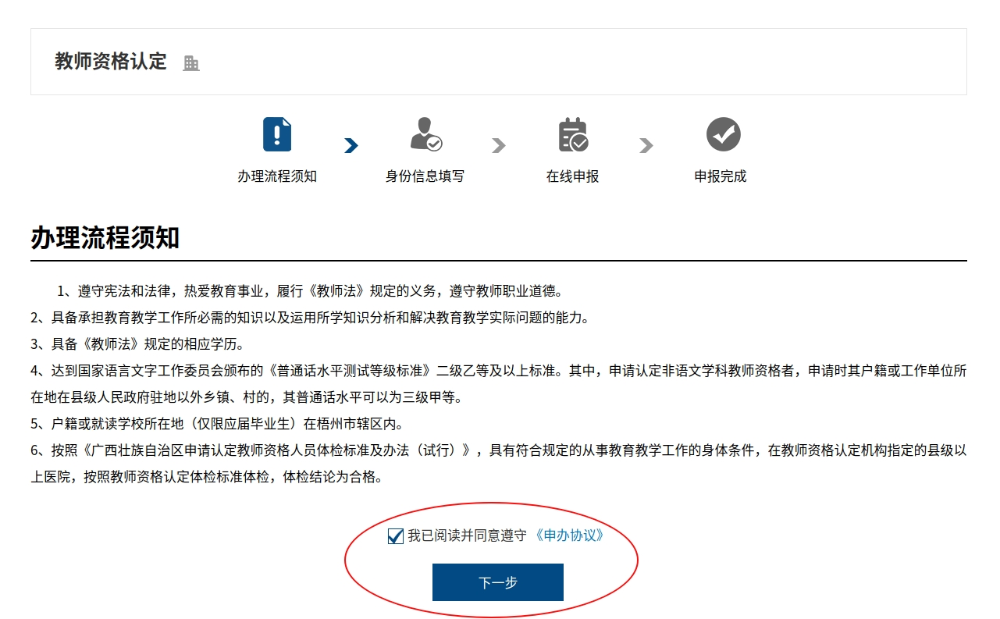 教师资格认定
办理流程须知
身份信息填写
在线申报
申报完成
办理流程须知
1、遵守宪法和法律，热爱教育事业，履行《教师法》规定的义务，遵守教师职业道德。
2、具备承担教育教学工作所必需的知识以及运用所学知识分析和解决教育教学实际问题的能力。
3、具备《教师法》规定的相应学历。
4、达到国家语言文字工作委员会颁布的《普通话水平测试等级标准》二级乙等及以上标准。其中，申请认定非语文学科教师资格者，申请时其户籍或工作单位所
在地在县级人民政府驻地以外乡镇、村的，其普通话水平可以为三级甲等。
5、户籍或就读学校所在地（仅限应届毕业生）在梧州市辖区内。
6、按照《广西壮族自治区申请认定教师资格人员体检标准及办法（试行）》，具有符合规定的从事教育教学工作的身体条件，在教师资格认定机构指定的县级以
上医院，按照教师资格认定体检标准体检，体检结论为合格。
我已阅读并同意遵守 《申办协议》
下一步